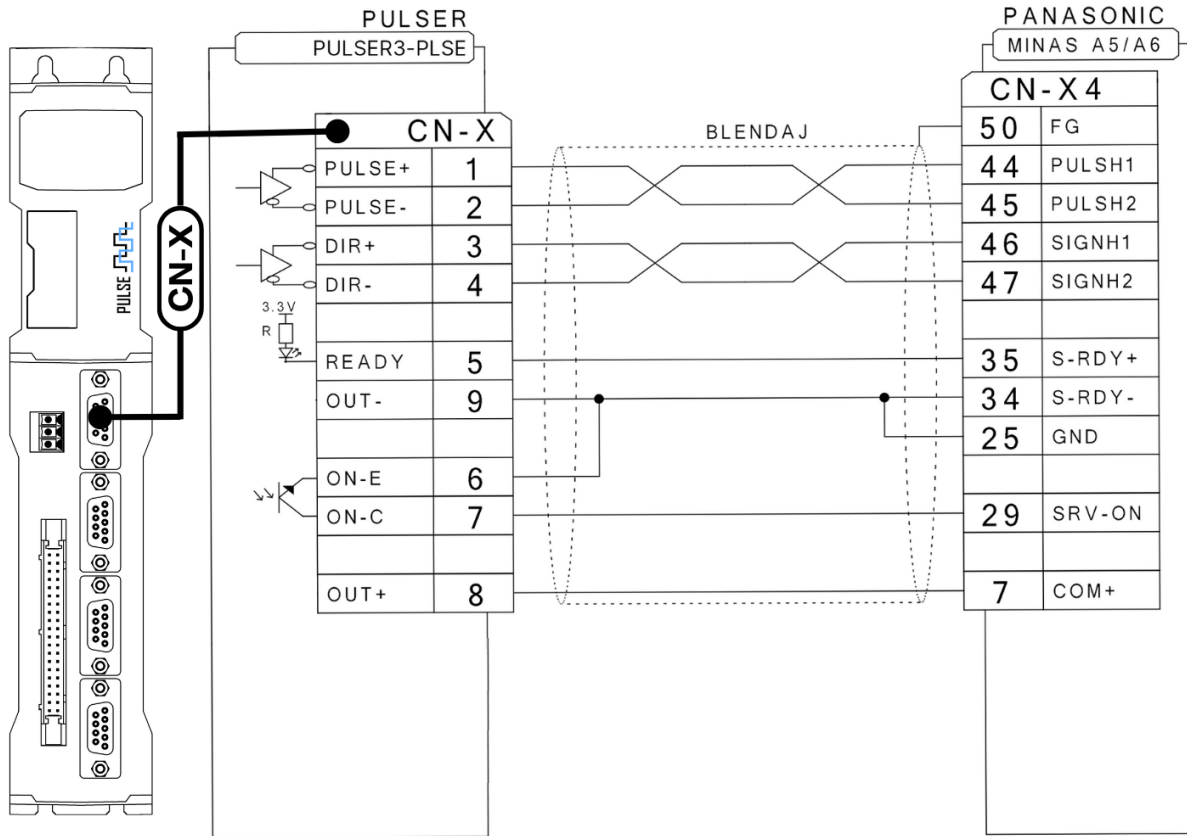 PULSER
PULSER3-PLSE
PANASONIC
MINAS A5/A6
CN-X
CN-X4
BLENDAJ
50 FG
PULSE+ 1
44 PULSH1
PULSE- 2
45 PULSH2
DIR+ 3
46 SIGNH1
DIR- 4
47 SIGNH2
3.3V
R
READY 5
35 S-RDY+
OUT- 9
34 S-RDY-
25 GND
ON-E 6
ON-C 7
29 SRV-ON
OUT+ 8
7 COM+
PULSE
CN-X